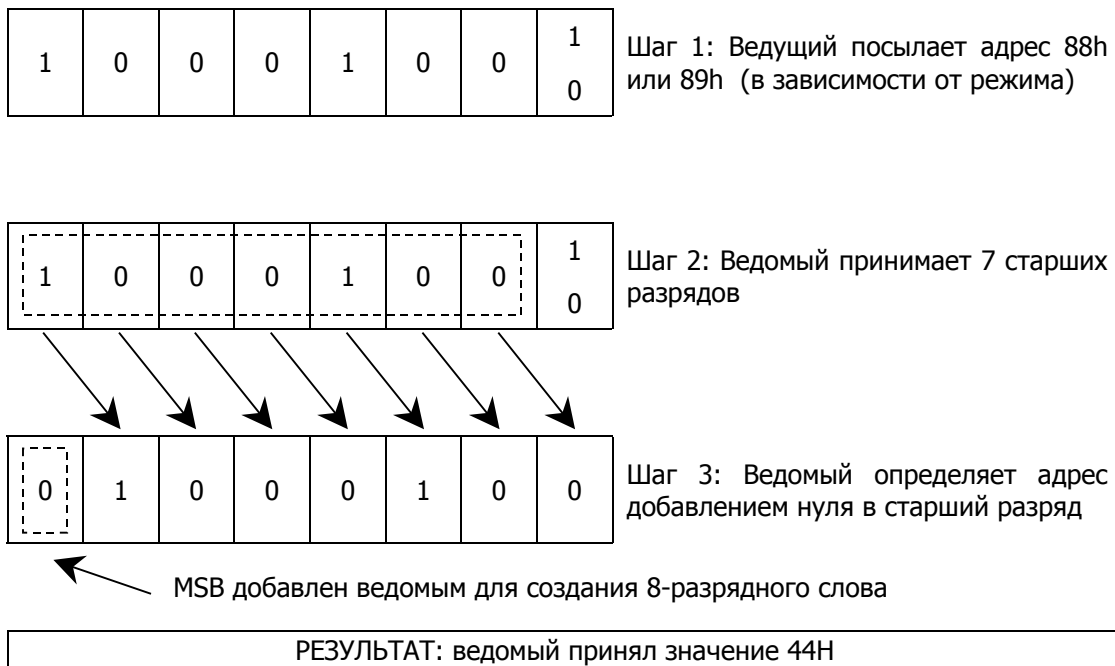 1 0 0 0 1 0 0 1
0
Шаг 1: Ведущий посылает адрес 88h
или 89h (в зависимости от режима)
1 0 0 0 1 0 0 1
0
Шаг 2: Ведомый принимает 7 старших
разрядов
0 1 0 0 0 1 0 0
Шаг 3: Ведомый определяет адрес
добавлением нуля в старший разряд
MSB добавлен ведомым для создания 8-разрядного слова
РЕЗУЛЬТАТ: ведомый принял значение 44H